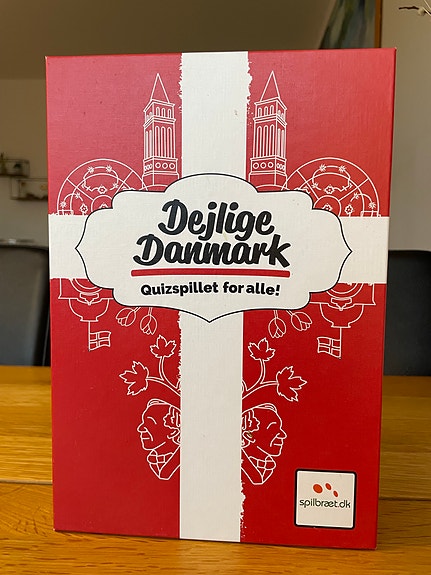 Dejlige
Danmark
Quizspillet for alle!
spilbræt.dk